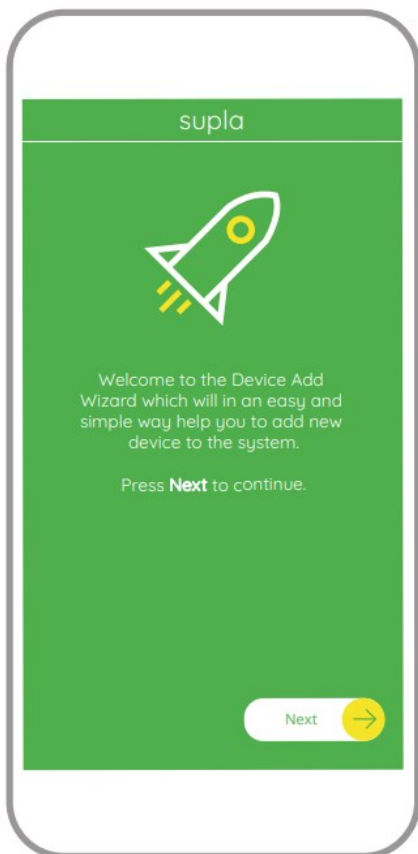 supla
Welcome to the Device Add
Wizard which will in an easy and
simple way help you to add new
device to the system.
Press Next to continue.
Next